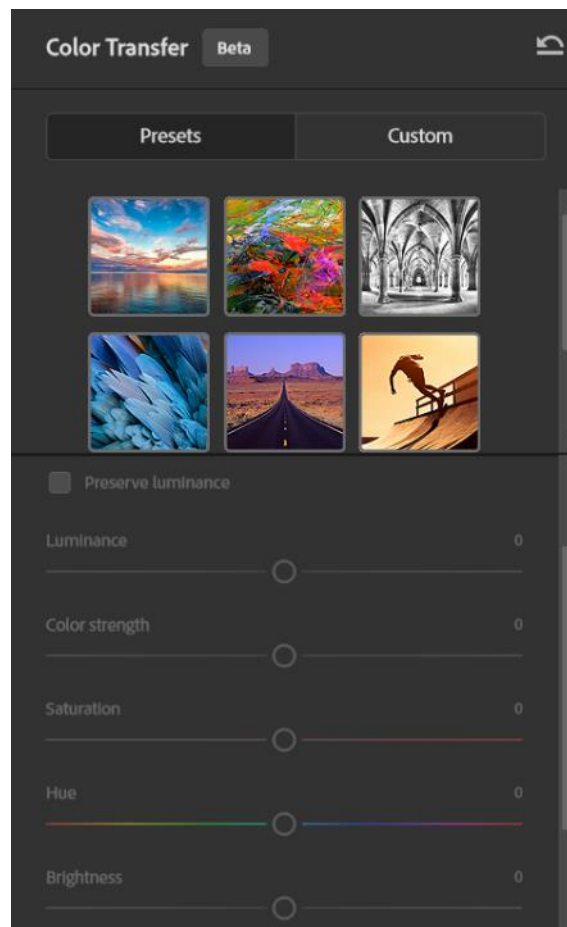 Color Transfer Beta
Presets Custom
Preserve luminance
Luminance 0
Color strength 0
Saturation 0
Hue 0
Brightness 0